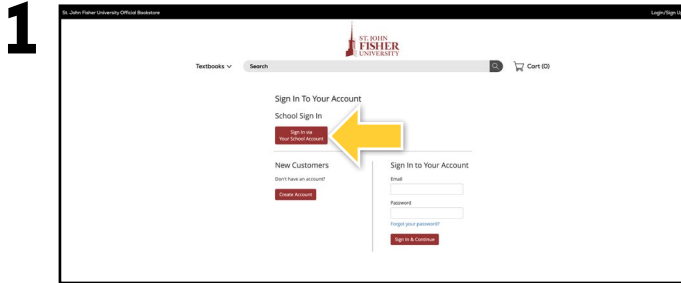 1
St. John Fisher University Official Bookstore
Login/Sign U
ST. JOHN
FISHER
UNIVERSITY
Textbooks
Search
Cart (0)
Sign In To Your Account
School Sign In
Sign In via
Your School Account
New Customers
Don't have an account?
Create Account
Sign In to Your Account
Email
Password
Forgot your password?
Sign In & Continue